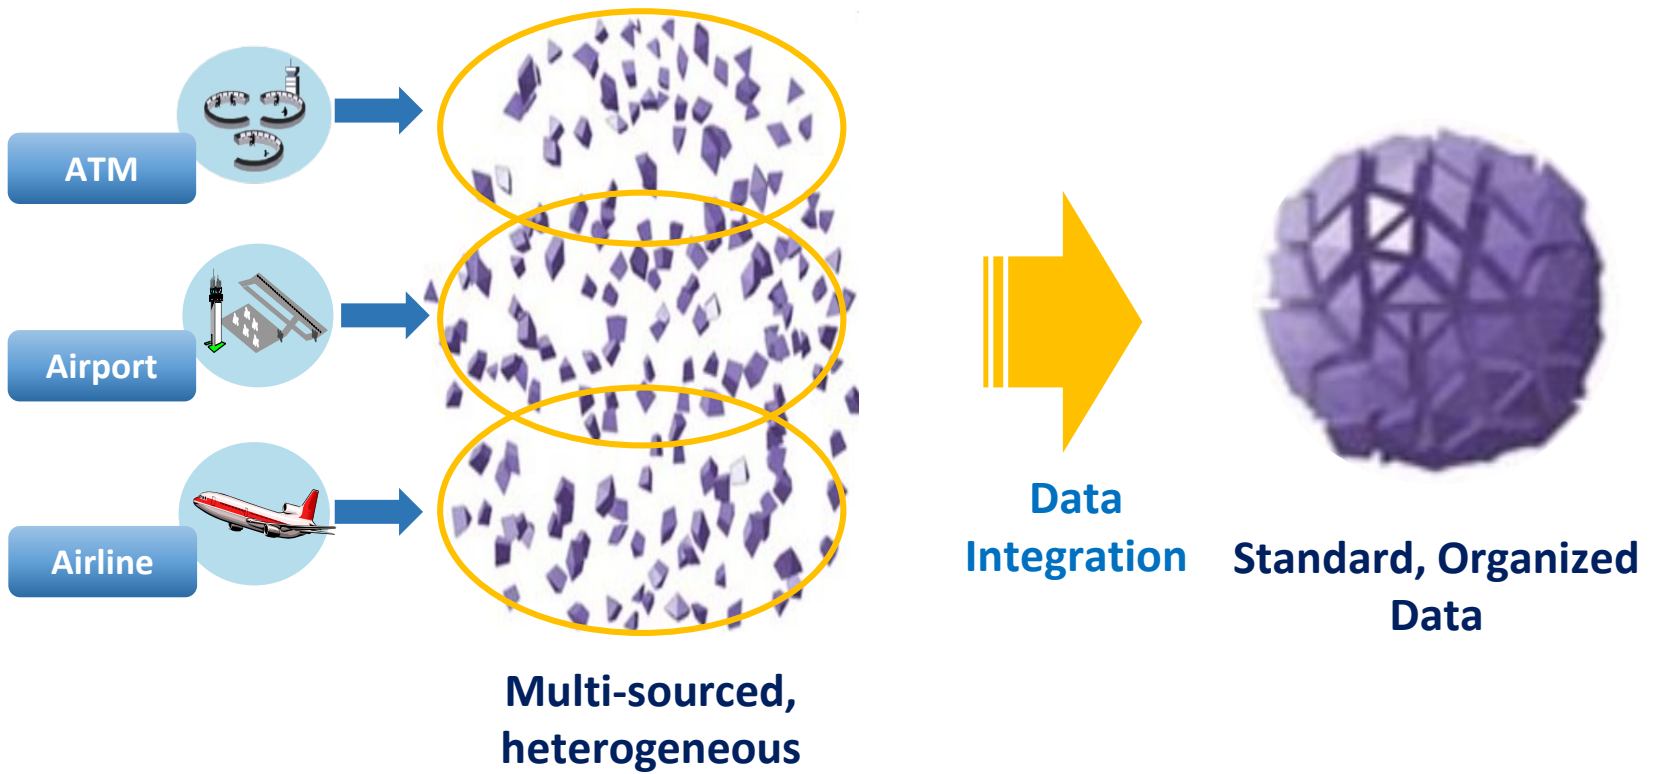 ATM
Airport
Airline
Multi-sourced,
heterogeneous
Data
Integration
Standard, Organized
Data